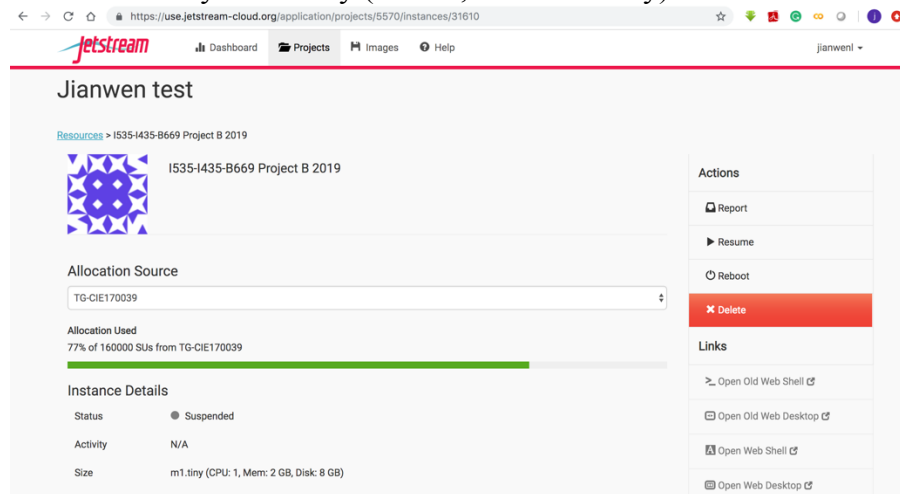 https://use.jetstream-cloud.org/application/projects/5570/instances/31610
Jetstream
Dashboard
Projects
Images
Help
jianwenl
Jianwen test
Resources > I535-I435-B669 Project B 2019
I535-I435-B669 Project B 2019
Allocation Source
TG-CIE170039
Allocation Used
77% of 160000 SUs from TG-CIE170039
Instance Details
Status Suspended
Activity N/A
Size m1.tiny (CPU: 1, Mem: 2 GB, Disk: 8 GB)
Actions
Report
Resume
Reboot
Delete
Links
Open Old Web Shell
Open Old Web Desktop
Open Web Shell
Open Web Desktop